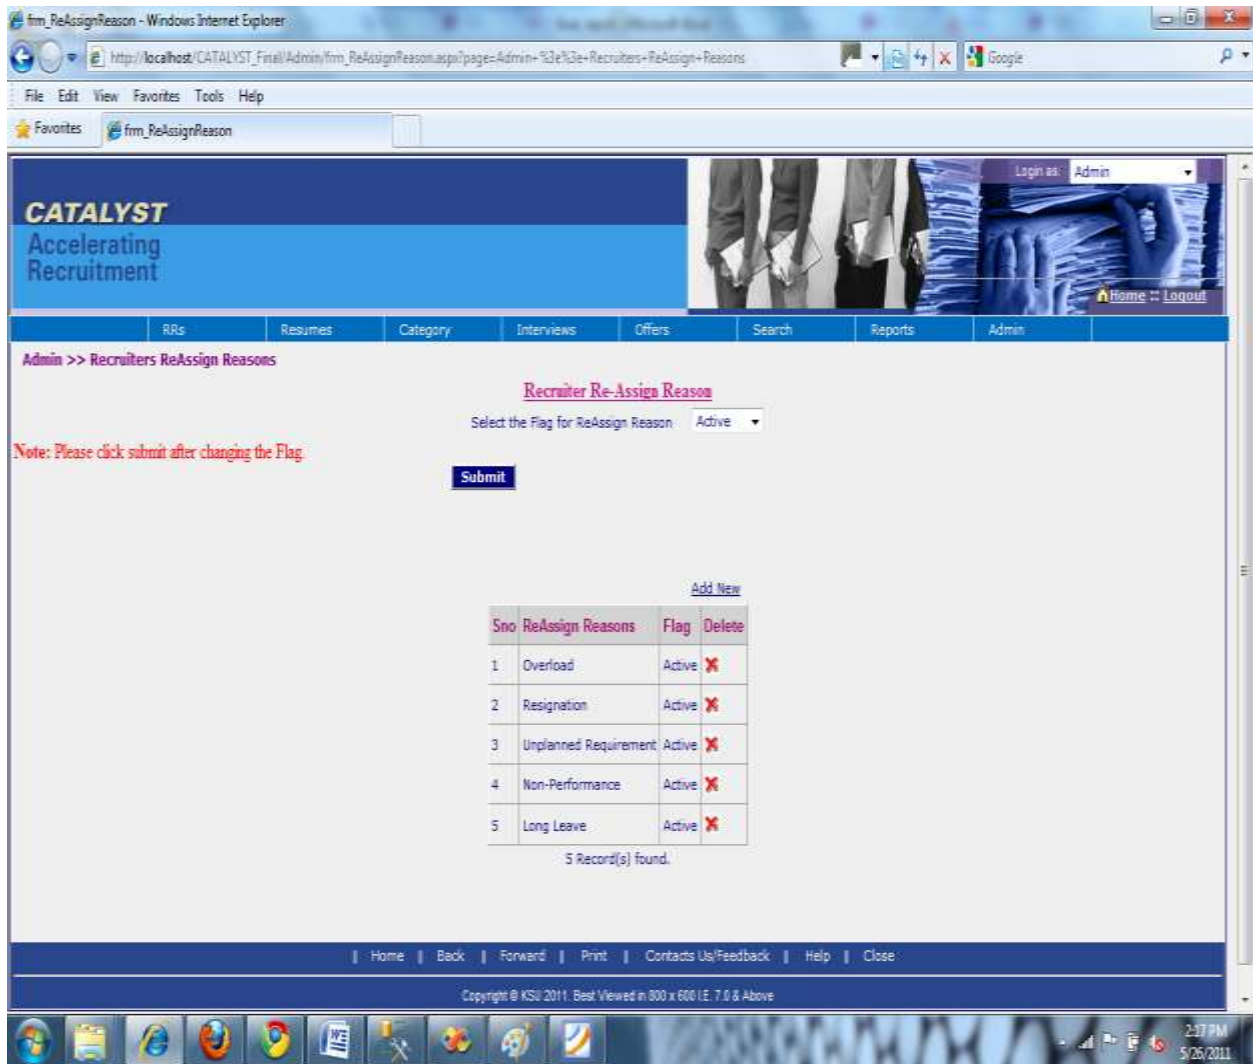 frm_ReAssignReason - Windows Internet Explorer
http://localhost/CATALYST_Final/Admin/frm_ReAssignReason.aspx?page=Admin+%3e%3e+Recruiters+ReAssign+Reasons
Google
File Edit View Favorites Tools Help
Favorites frm_ReAssignReason
Login as: Admin
CATALYST
Accelerating
Recruitment
Home :: Logout
RRs Resumes Category Interviews Offers Search Reports Admin
Admin >> Recruiters ReAssign Reasons
Recruiter Re-Assign Reason
Select the Flag for ReAssign Reason Active
Note: Please click submit after changing the Flag.
Submit
Add New
Sno ReAssign Reasons Flag Delete
1 Overload Active
2 Resignation Active
3 Unplanned Requirement Active
4 Non-Performance Active
5 Long Leave Active
5 Record(s) found.
| Home | Back | Forward | Print | Contacts Us/Feedback | Help | Close
Copyright © KSU 2011. Best Viewed in 800 x 600 I.E. 7.0 & Above
2:17 PM
5/26/2011